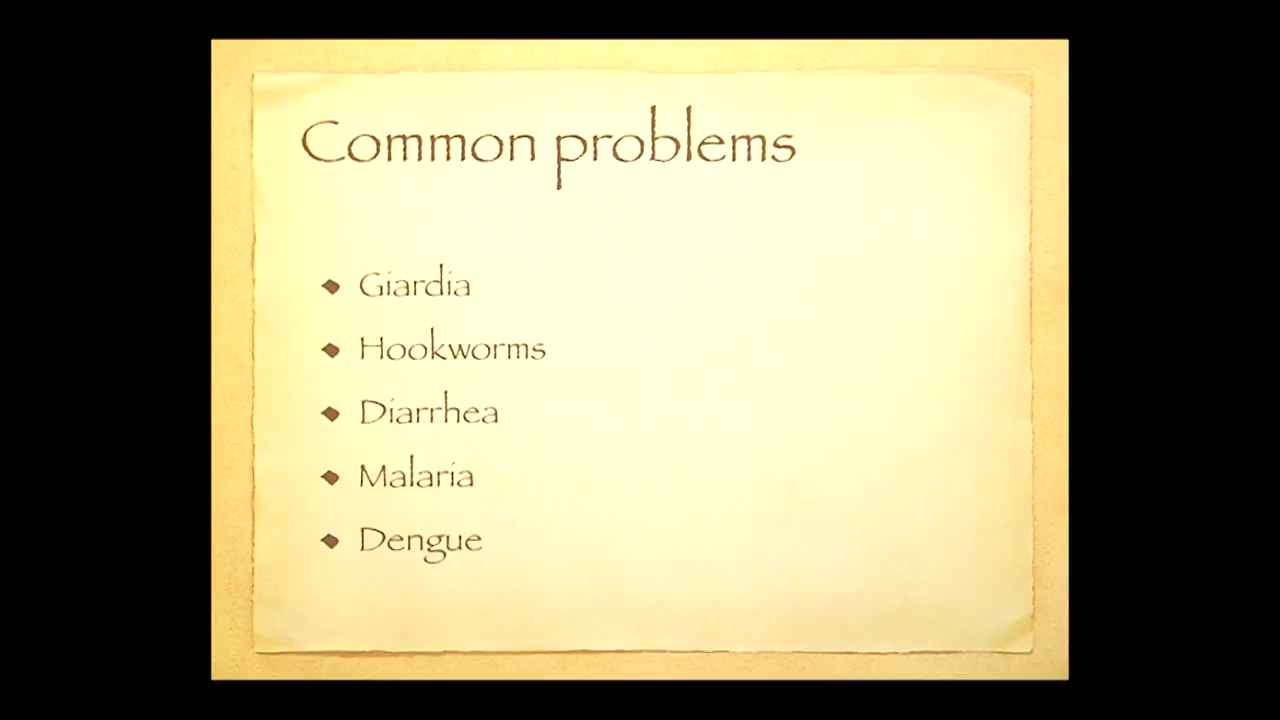 Common problems
Giardia
Hookworms
Diarrhea
Malaria
Dengue